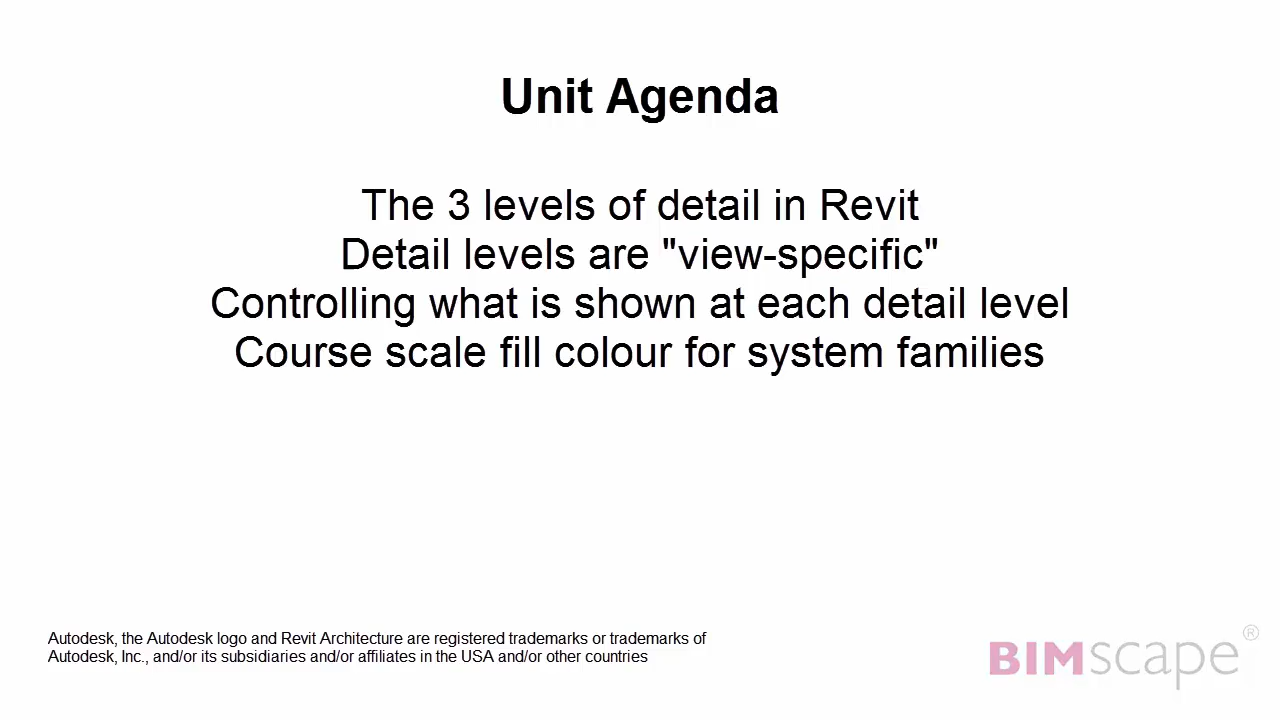 Unit Agenda
The 3 levels of detail in Revit
Detail levels are "view-specific"
Controlling what is shown at each detail level
Course scale fill colour for system families
Autodesk, the Autodesk logo and Revit Architecture are registered trademarks or trademarks of
Autodesk, Inc., and/or its subsidiaries and/or affiliates in the USA and/or other countries
BIMscape®